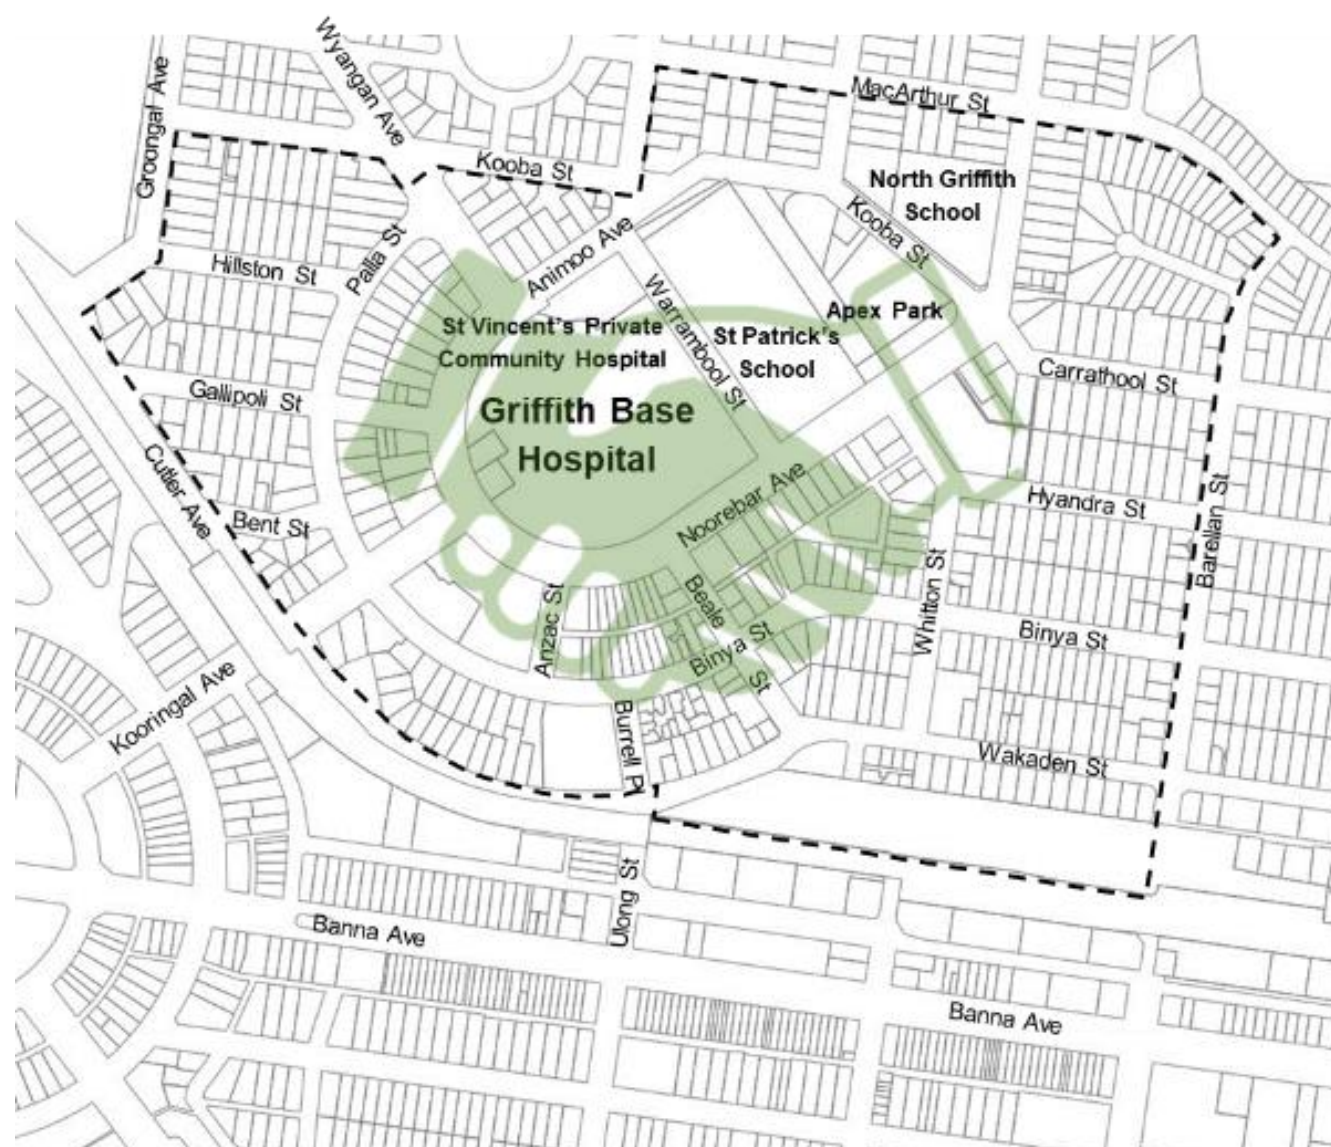 Wyangan Ave
Groongal Ave
MacArthur St
Kooba St
North Griffith
School
Kooba St
Animoo Ave
Palla St
Hillston St
Warrambool St
Apex Park
St Vincent's Private
Community Hospital
St Patrick's
School
Carrathool St
Gallipoli St
Griffith Base
Hospital
Cutler Ave
Noorebar Ave
Hyandra St
Barellan St
Bent St
Anzac St
Beale
St
Whitton St
Binya St
Binya St
Kooringal Ave
Burrell Pl
Wakaden St
Ulong St
Banna Ave
Banna Ave